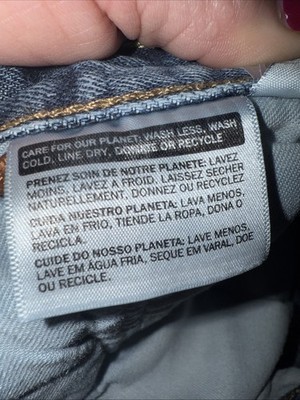 CARE FOR OUR PLANET: WASH LESS, WASH
COLD, LINE DRY, DONATE OR RECYCLE
PRENEZ SOIN DE NOTRE PLANETE: LAVEZ
MOINS, LAVEZ A FROID, LAISSEZ SECHER
NATURELLEMENT, DONEZ OU RECYCLEZ
CUIDA NUESTRO PLANETA: LAVA MENOS,
LAVA EN FRIO, TIENDE LA ROPA, DONA O
RECICLA.
CUIDE DO NOSSO PLANETA: LAVE MENOS,
LAVE EM ÁGUA FRIA, SEQUE EM VARAL, DOE
OU RECICLE.